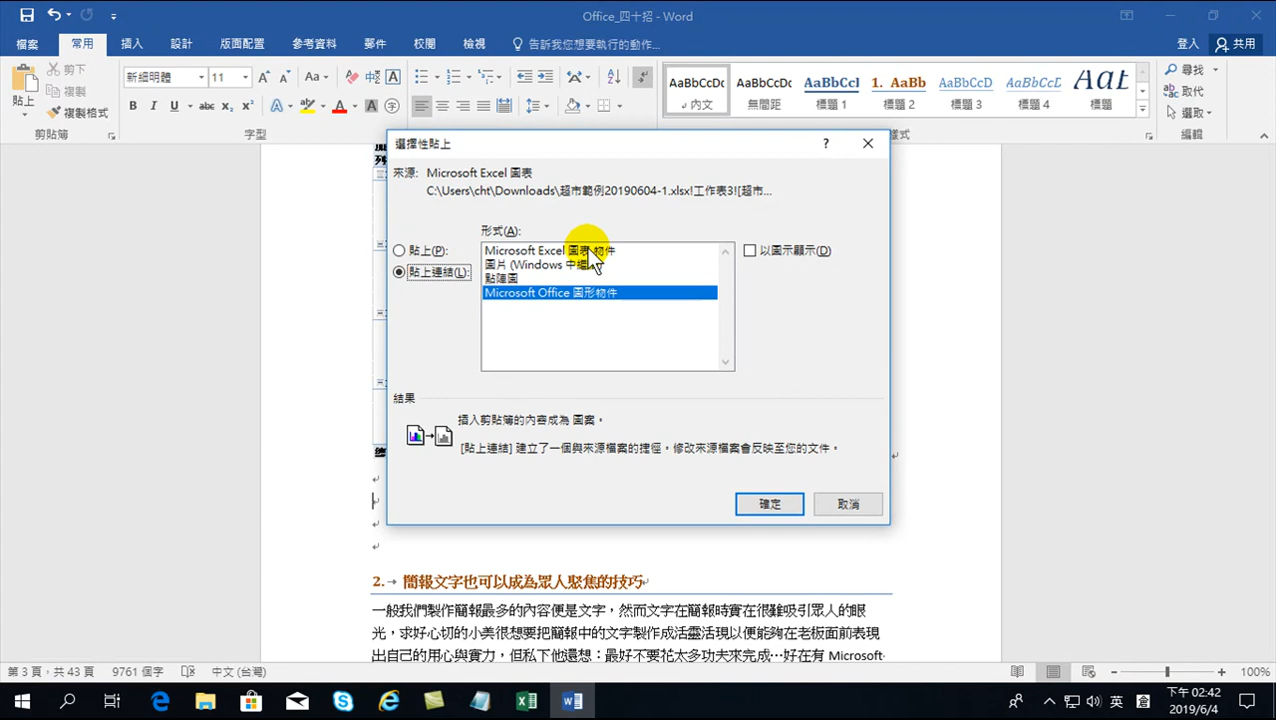 Office_四十招 - Word
檔案 常用 插入 設計 版面配置 參考資料 郵件 校閱 檢視 告訴我您想要執行的動作... 登入 共用
貼上 剪下 複製 複製格式
新細明體 11
AaBbCcDc AaBbCcDc AaBbCcI 1. AaBb AaBbCcD AaBbCcD Aat
↲內文 無間距 標題 1 標題 2 標題 3 標題 4 標題
尋找 取代 選取
剪貼簿 字型 樣式 編輯
選擇性貼上
來源: Microsoft Excel 圖表
C:\Users\cht\Downloads\超市範例20190604-1.xlsx!工作表3![超市...
形式(A):
貼上(P):
貼上連結(L):
Microsoft Excel 圖表 物件
圖片 (Windows 中繼
點陣圖
Microsoft Office 圖形物件
以圖示顯示(D)
結果
插入剪貼簿的內容成為 圖案。
[貼上連結] 建立了一個與來源檔案的捷徑。修改來源檔案會反映至您的文件。
確定 取消
2.→ 簡報文字也可以成為眾人聚焦的技巧
一般我們製作簡報最多的內容便是文字，然而文字在簡報時實在很難吸引眾人的眼
光，求好心切的小美很想要把簡報中的文字製作成活靈活現以便能夠在老板面前表現
出自己的用心與實力，但私下他還想：最好不要花太多功夫來完成…好在有 Microsoft
第 3 頁，共 43 頁 9761 個字 中文 (台灣) 100%
英 下午 02:42
2019/6/4